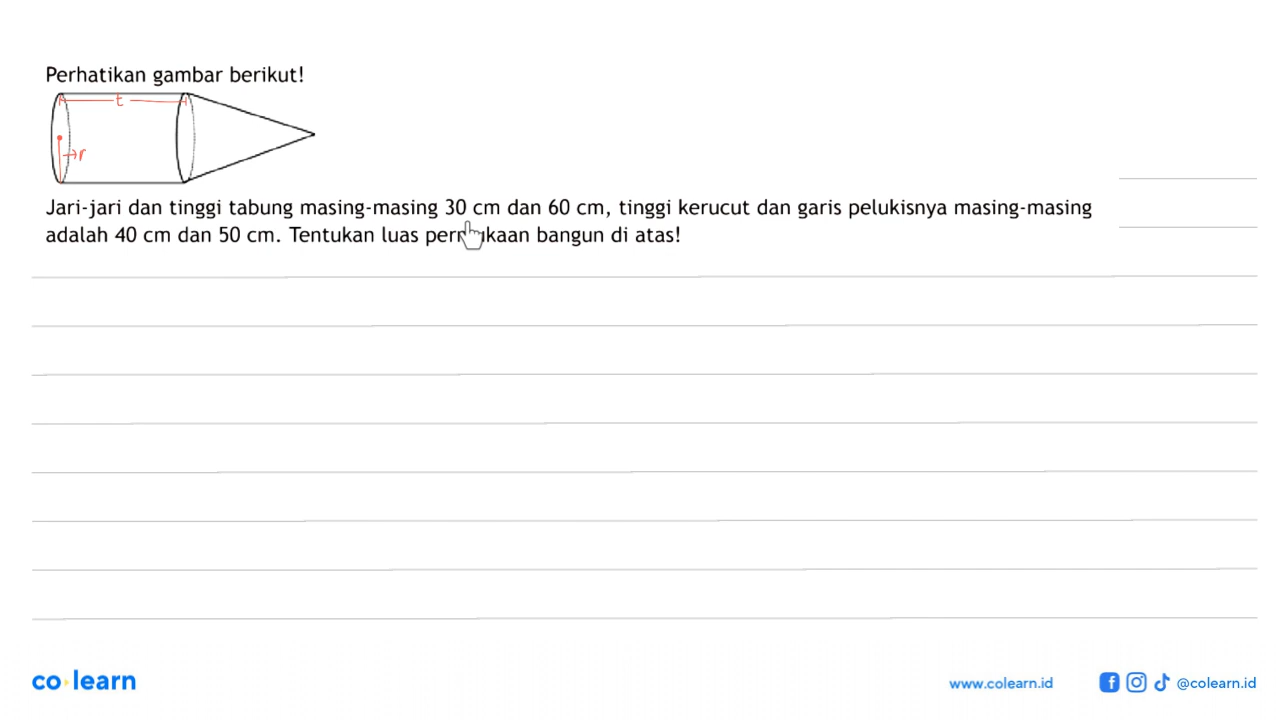 Perhatikan gambar berikut!
t
r
Jari-jari dan tinggi tabung masing-masing 30 cm dan 60 cm, tinggi kerucut dan garis pelukisnya masing-masing
adalah 40 cm dan 50 cm. Tentukan luas permukaan bangun di atas!
co learn
www.colearn.id
@colearn.id